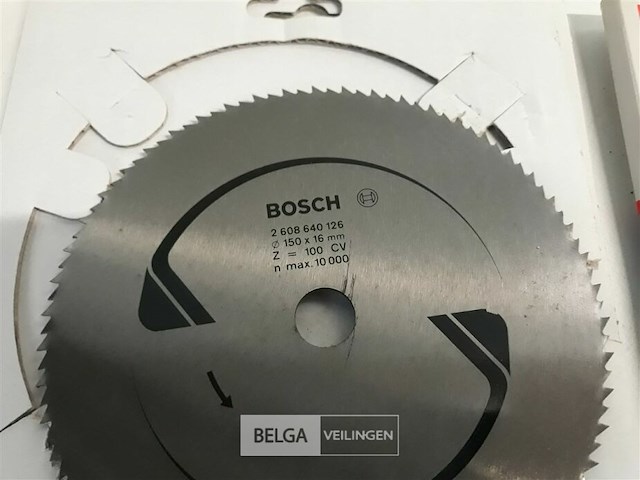 BOSCH
2 608 640 126
Ø 150 x 16 mm
Z = 100 CV
n max. 10 000
BELGA VEILINGEN